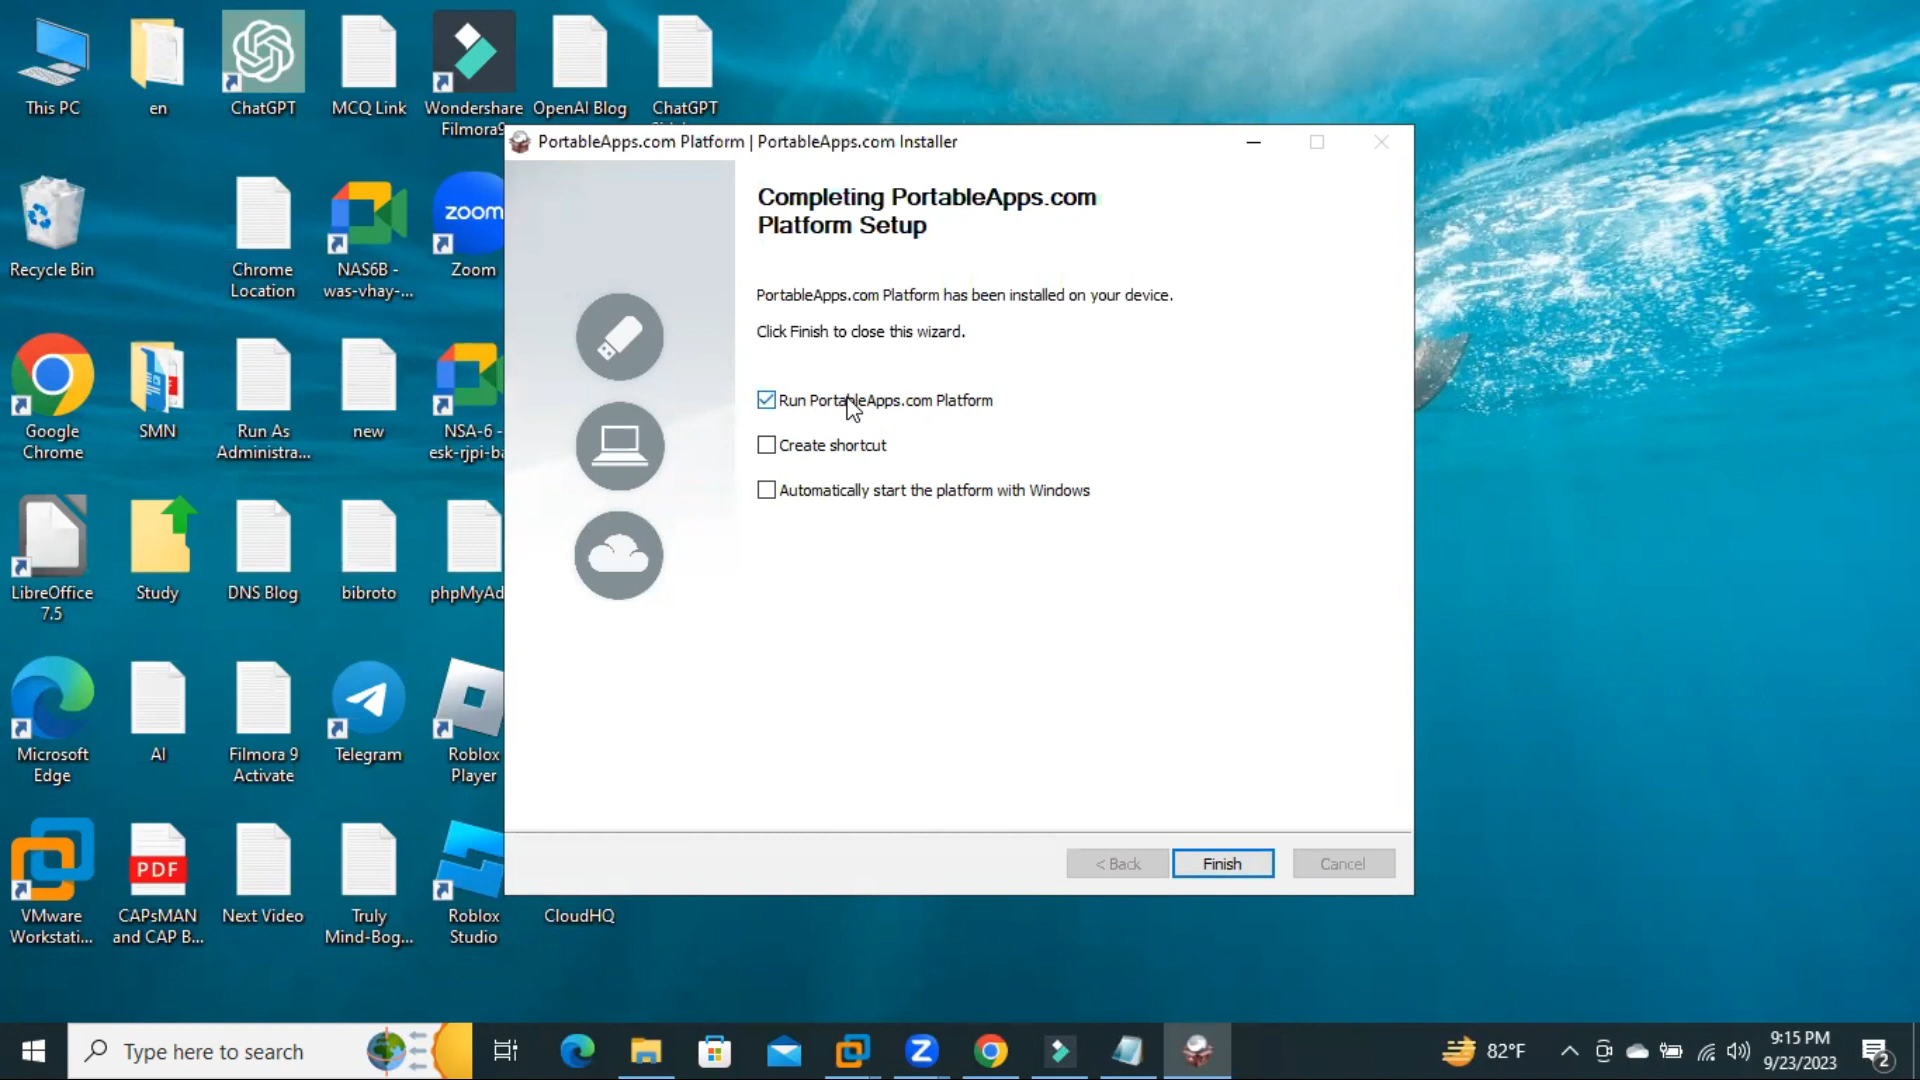 This PC
en
ChatGPT
MCQ Link
Wondershare
Filmora9
OpenAI Blog
ChatGPT
PortableApps.com Platform | PortableApps.com Installer
Completing PortableApps.com
Platform Setup
PortableApps.com Platform has been installed on your device.
Click Finish to close this wizard.
Run PortableApps.com Platform
Create shortcut
Automatically start the platform with Windows
< Back
Finish
Cancel
Recycle Bin
Chrome
Location
NAS6B -
was-vhay-...
zoom
Zoom
Google
Chrome
SMN
Run As
Administra...
new
NSA-6 -
esk-rjpi-ba
LibreOffice
7.5
Study
DNS Blog
bibroto
phpMyAd
Microsoft
Edge
AI
Filmora 9
Activate
Telegram
Roblox
Player
VMware
Workstati...
PDF
CAPsMAN
and CAP B...
Next Video
Truly
Mind-Bog...
Roblox
Studio
CloudHQ
Type here to search
82°F
9:15 PM
9/23/2023
2